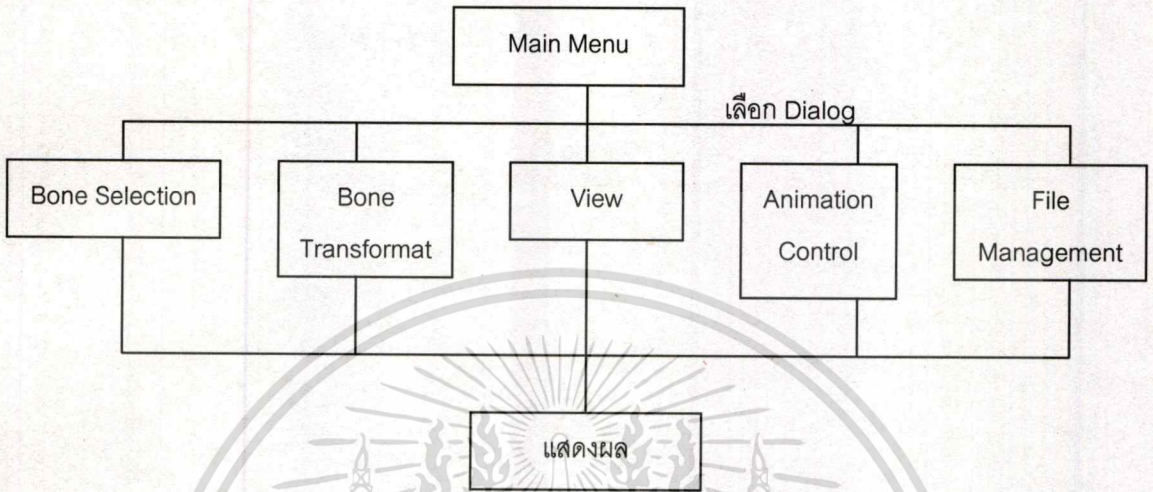 Main Menu
เลือก Dialog
Bone Selection
Bone
Transformat
View
Animation
Control
File
Management
แสดงผล